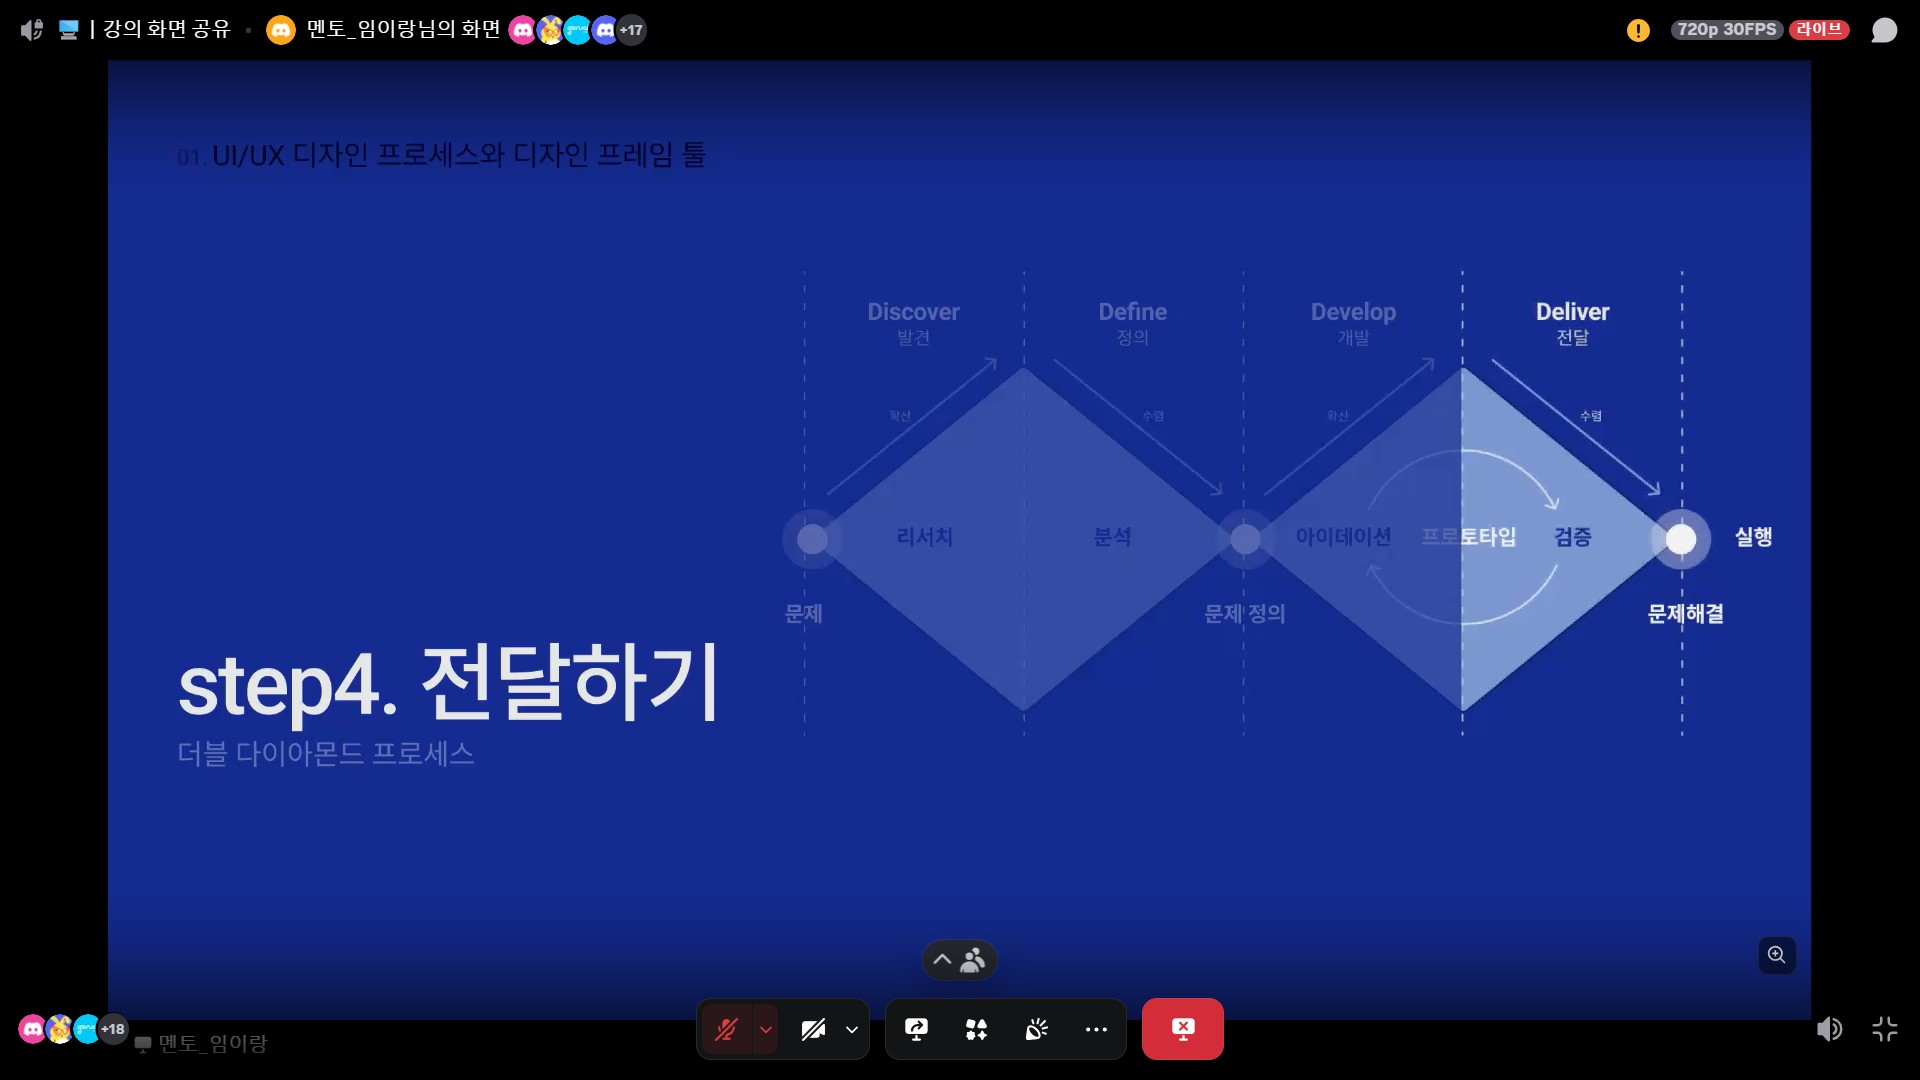 | 강의 화면 공유 • 멘토_임이랑님의 화면 +17
720p 30FPS 라이브
01. UI/UX 디자인 프로세스와 디자인 프레임 툴
Discover Define Develop Deliver
발견 정의 개발 전달
확산 수렴 확산 수렴
리서치 분석 아이데이션 프로토타입 검증 실행
문제 문제 정의 문제해결
step4. 전달하기
더블 다이아몬드 프로세스
+18
멘토_임이랑